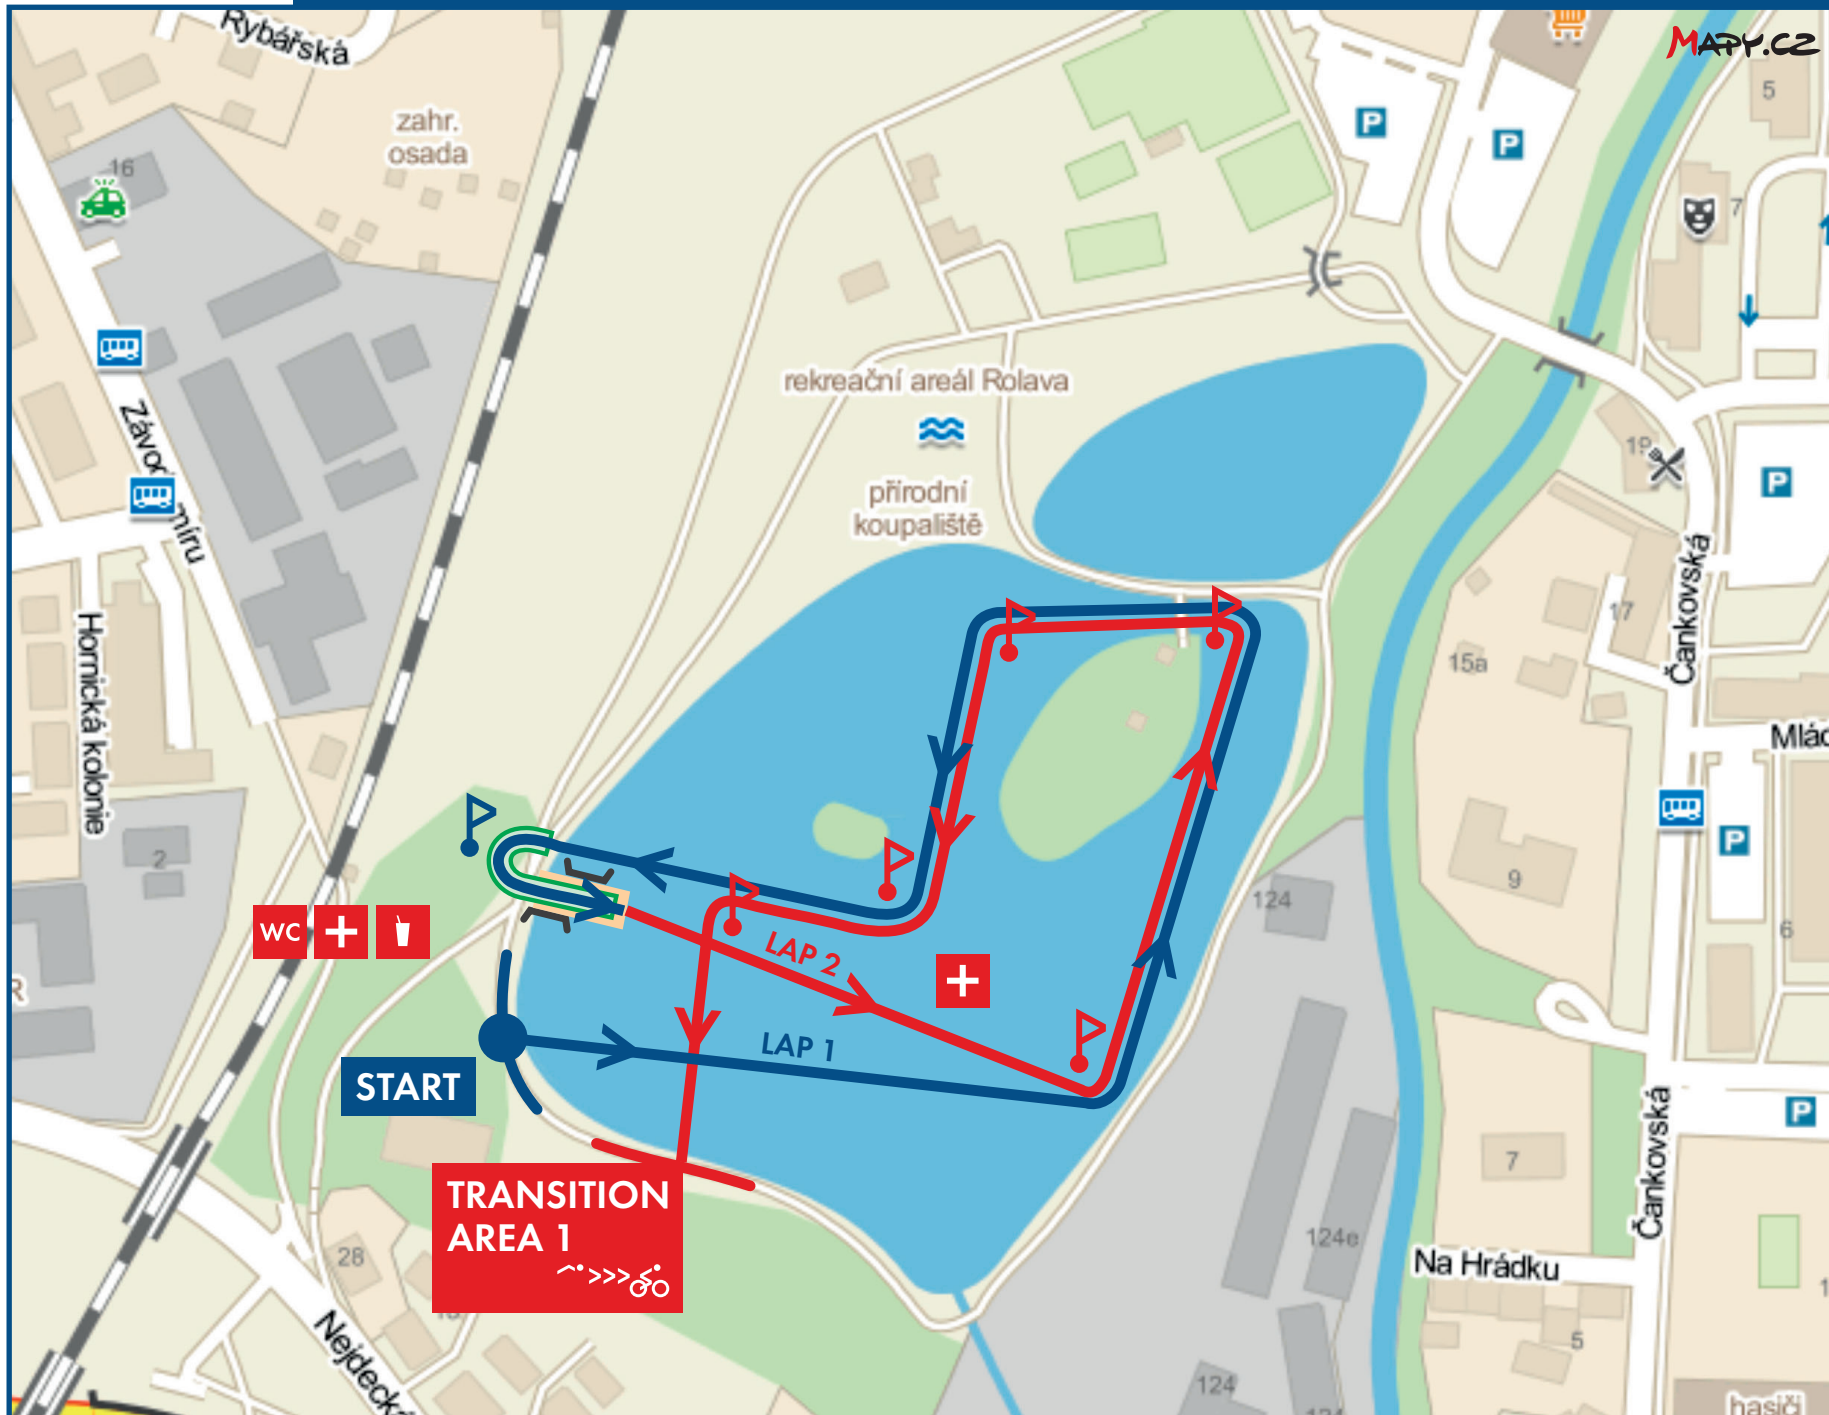 Rybářská
MAPY.CZ
zahr.
osada
16
5
P
P
7
rekreační areál Rolava
Závod
míru
přírodní
koupaliště
19
P
Čankovská
Hornická kolonie
17
15a
Mlád
2
P
9
124
6
WC
LAP 2
R
LAP 1
START
P
Čankovská
7
TRANSITION
AREA 1
>>>
28
124e
Na Hrádku
Nejdecká
5
124
hasiči